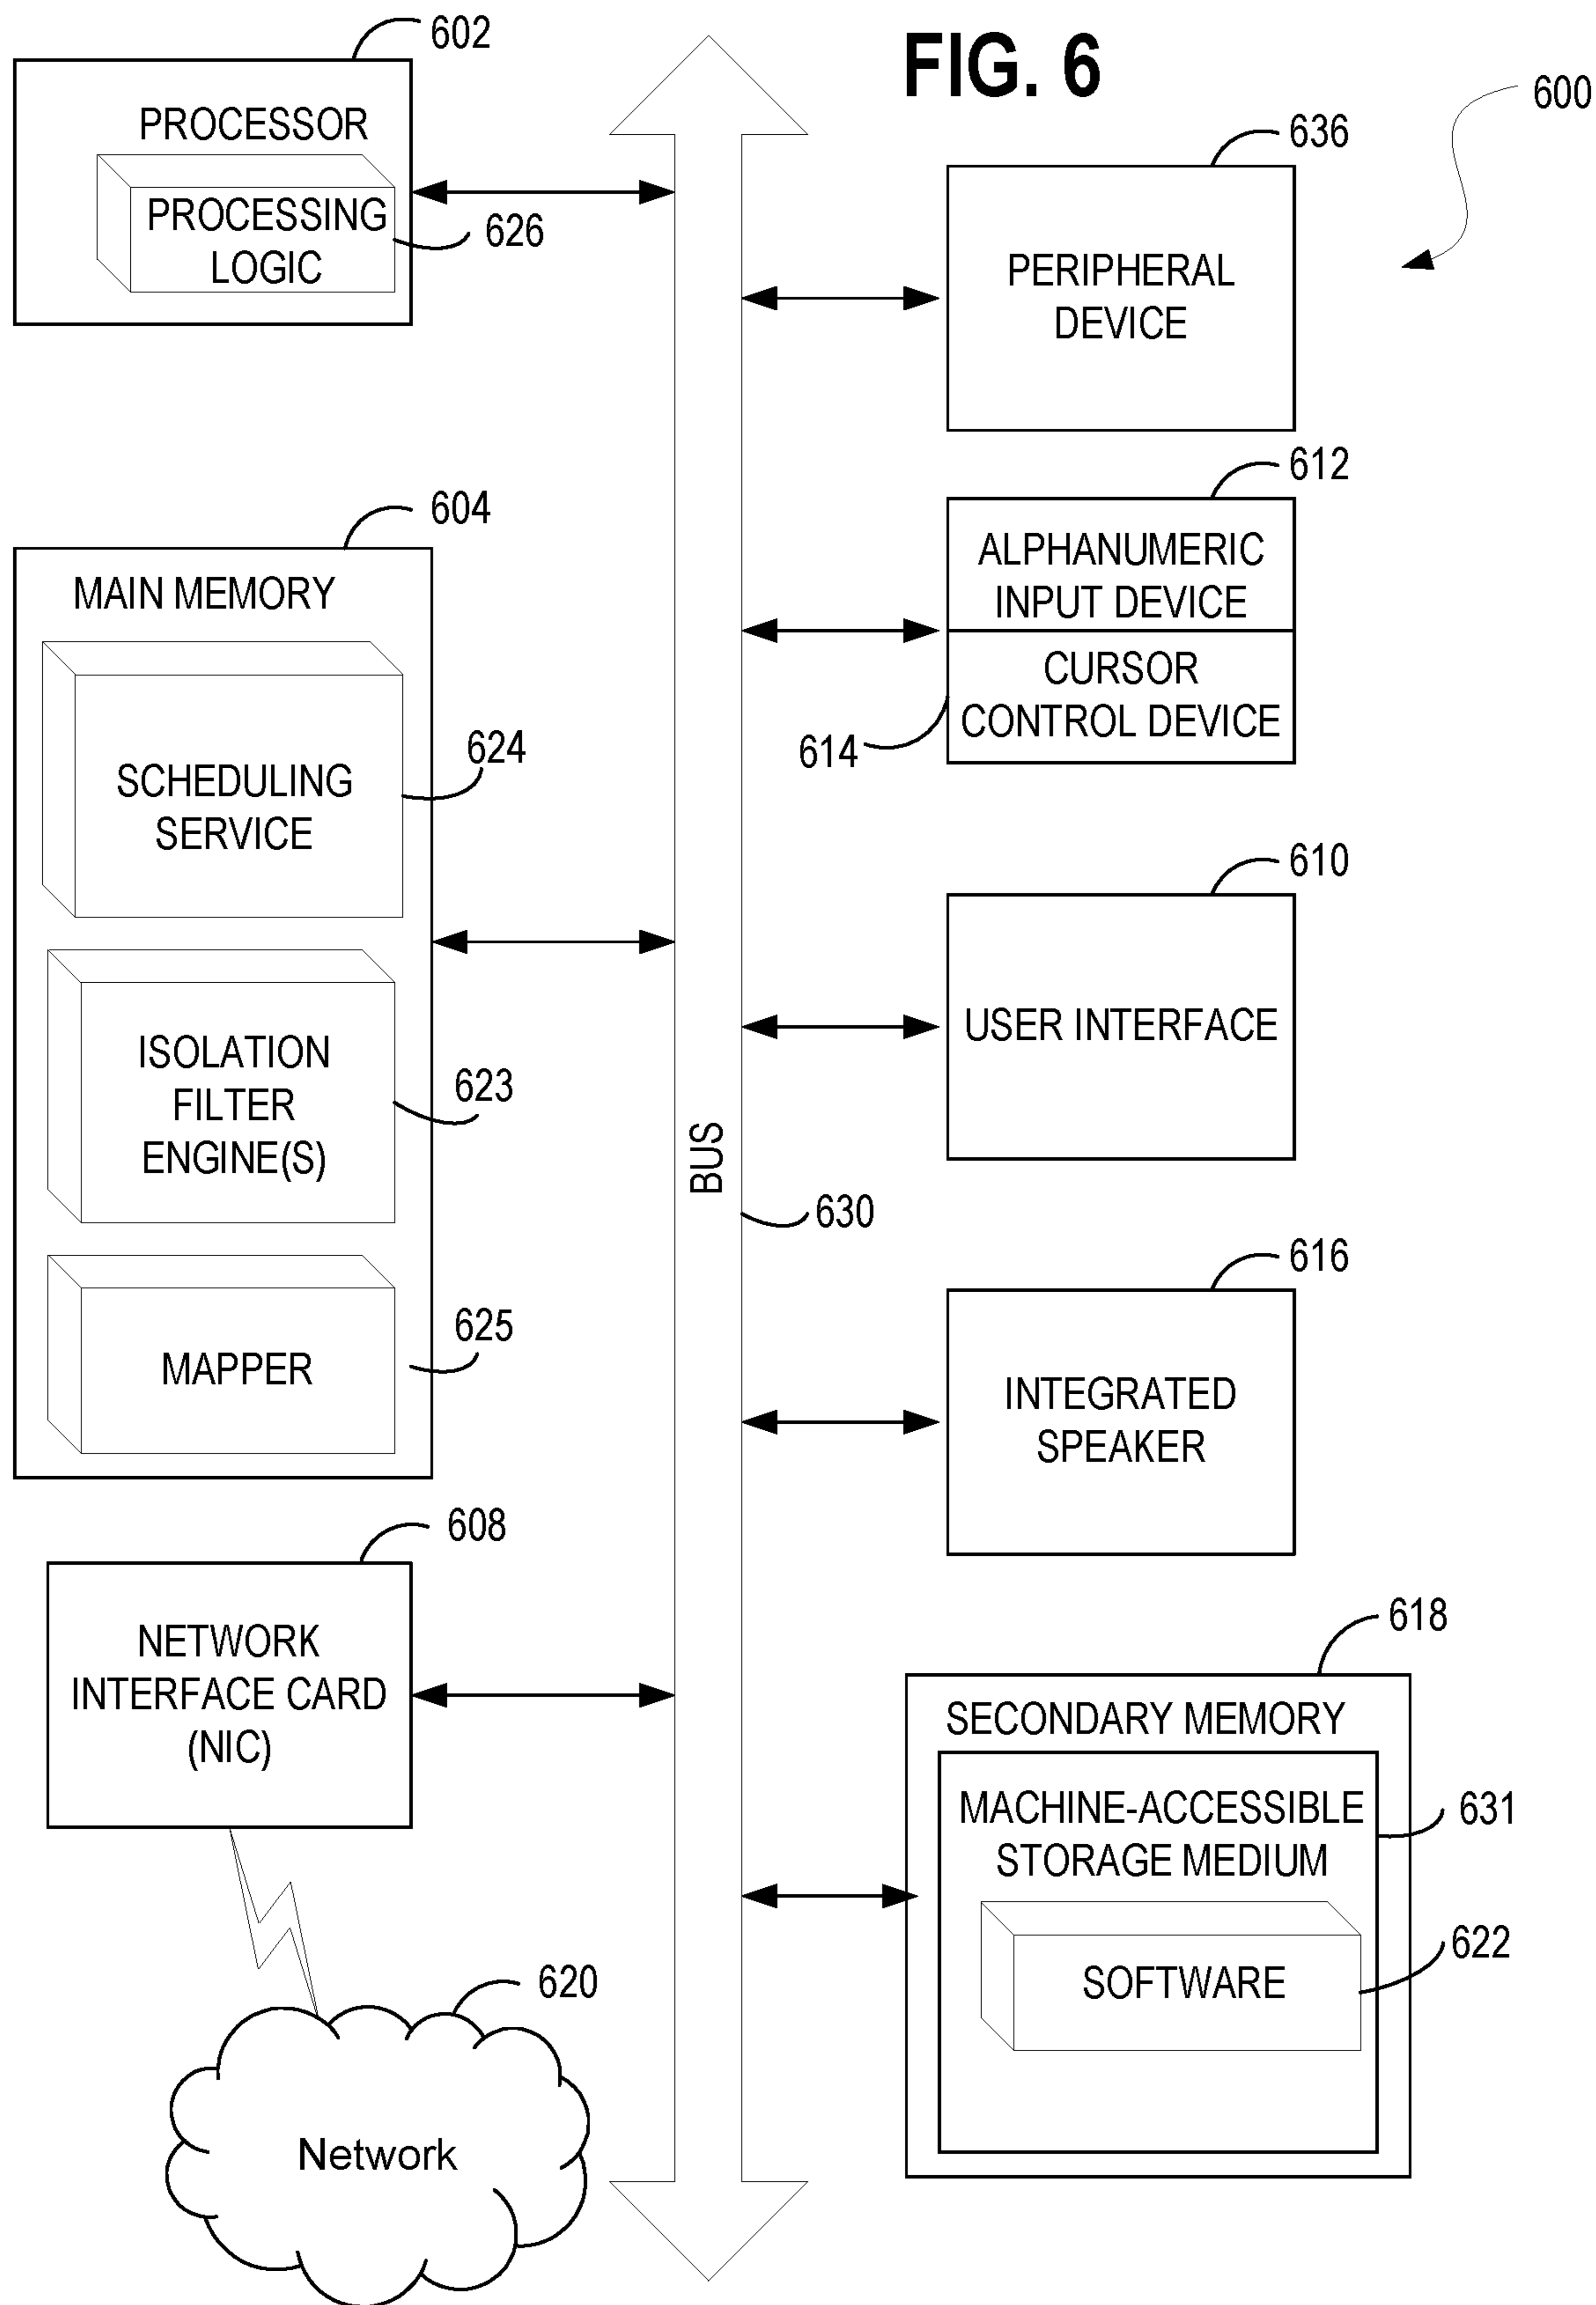 FIG. 6
600
602
PROCESSOR
PROCESSING
LOGIC
626
604
MAIN MEMORY
SCHEDULING
SERVICE
624
ISOLATION
FILTER
ENGINE(S)
623
MAPPER
625
608
NETWORK
INTERFACE CARD
(NIC)
620
Network
BUS
630
636
PERIPHERAL
DEVICE
612
ALPHANUMERIC
INPUT DEVICE
CURSOR
CONTROL DEVICE
614
610
USER INTERFACE
616
INTEGRATED
SPEAKER
618
SECONDARY MEMORY
MACHINE-ACCESSIBLE
STORAGE MEDIUM
631
SOFTWARE
622